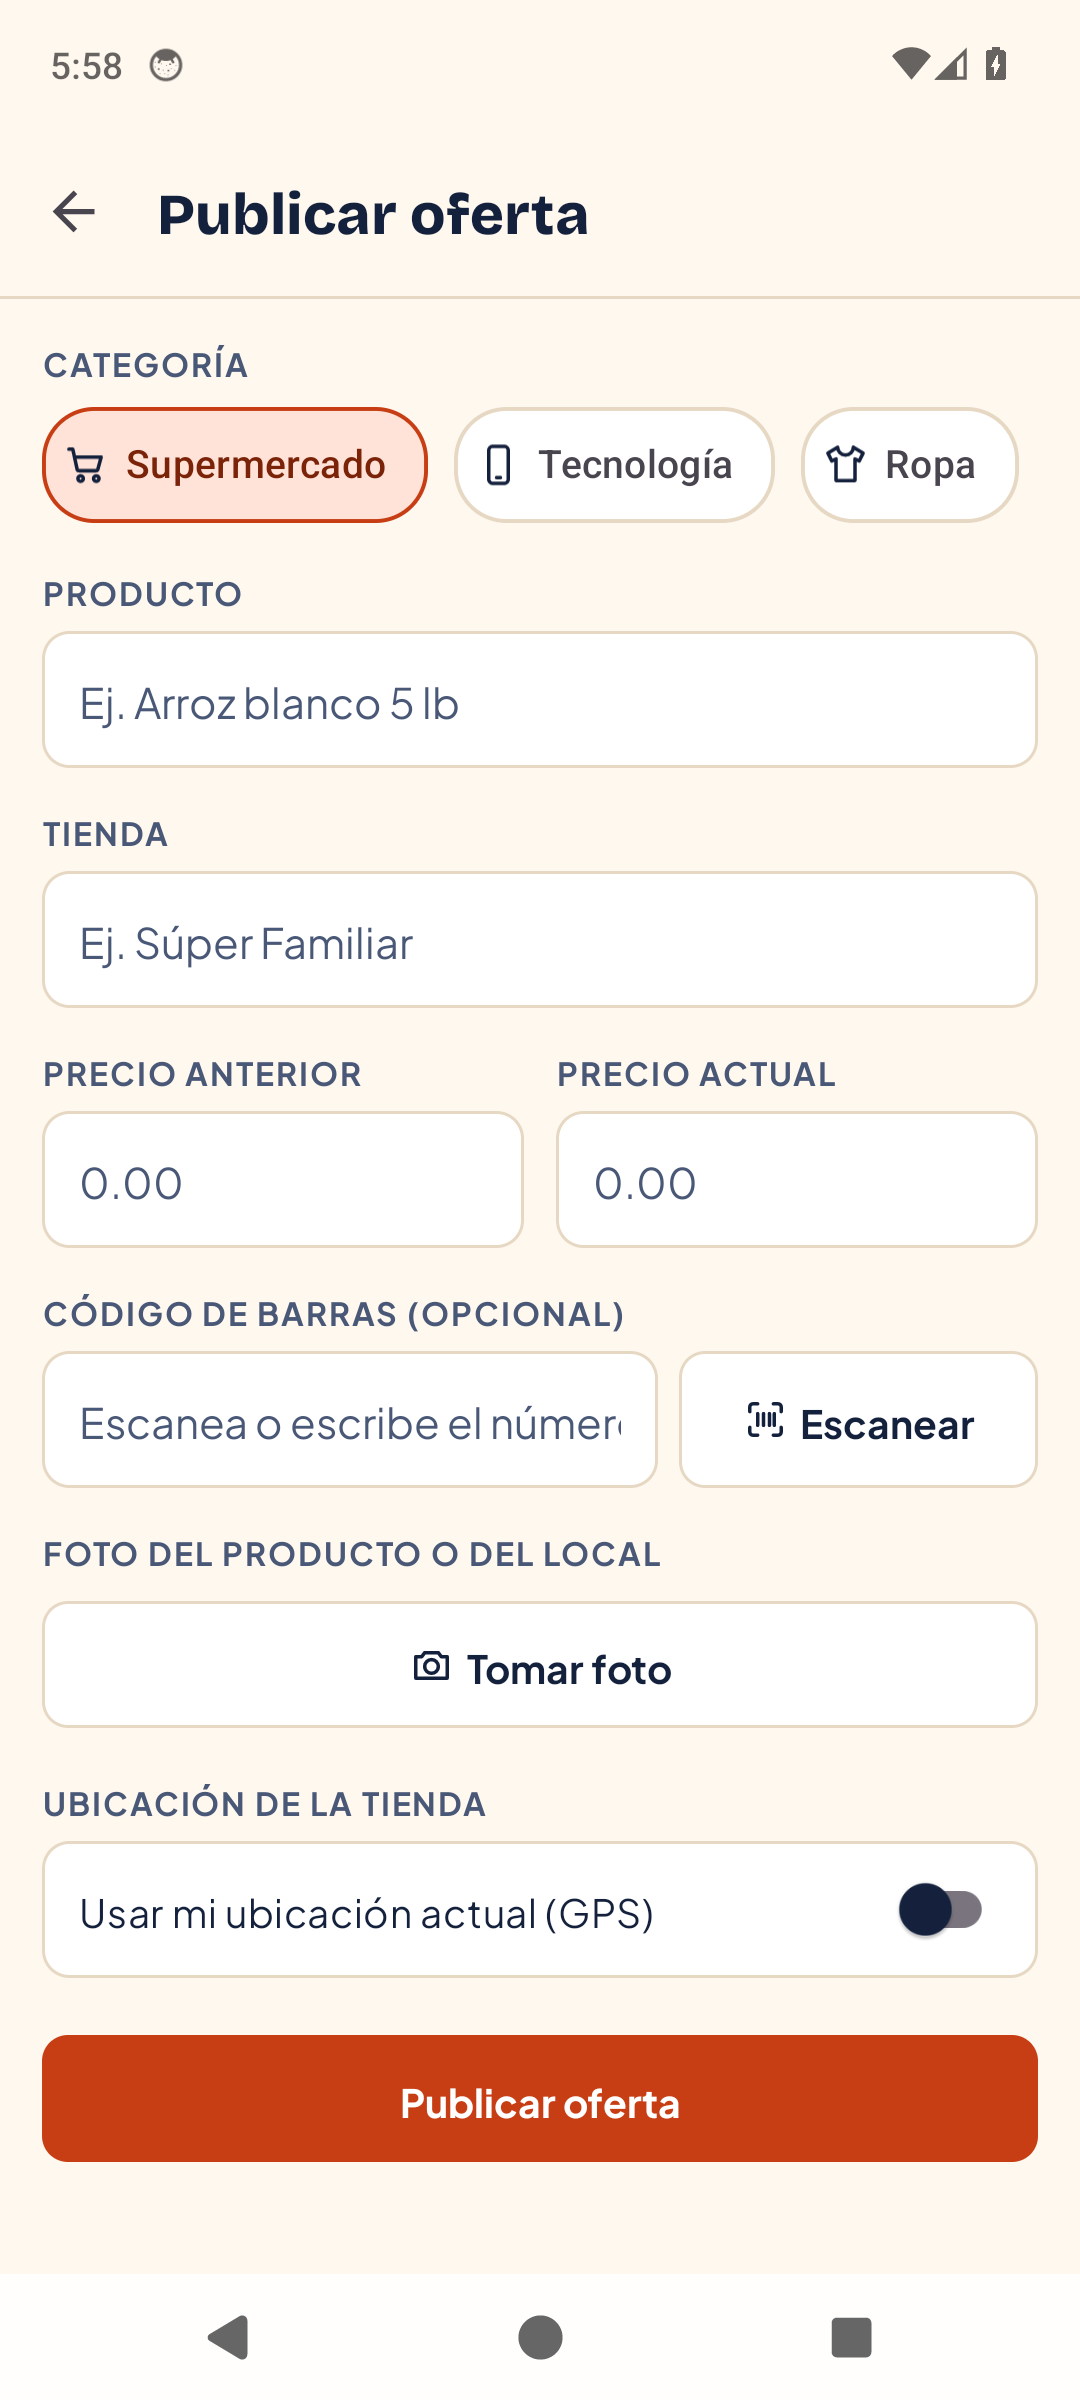 5:58
Publicar oferta
CATEGORÍA
Supermercado
Tecnología
Ropa
PRODUCTO
Ej. Arroz blanco 5 lb
TIENDA
Ej. Súper Familiar
PRECIO ANTERIOR
PRECIO ACTUAL
0.00
0.00
CÓDIGO DE BARRAS (OPCIONAL)
Escanea o escribe el número
Escanear
FOTO DEL PRODUCTO O DEL LOCAL
Tomar foto
UBICACIÓN DE LA TIENDA
Usar mi ubicación actual (GPS)
Publicar oferta